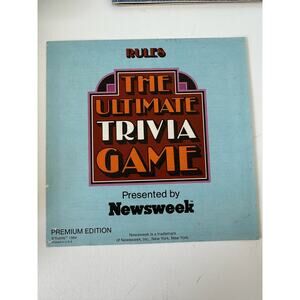 RULES
THE
ULTIMATE
TRIVIA
GAME
Presented by
Newsweek™
PREMIUM EDITION
Newsweek is a trademark
of Newsweek, Inc., New York, New York.